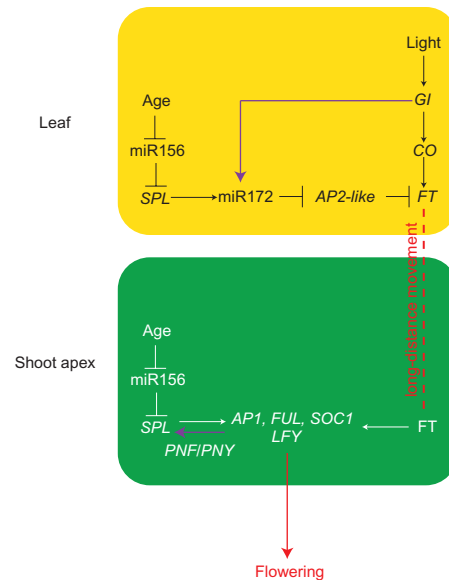 Light
GI
Age
Leaf
CO
miR156
SPL
miR172
AP2-like
FT
long-distance movement
Age
Shoot apex
miR156
SPL
AP1, FUL, SOC1
LFY
FT
PNF/PNY
Flowering